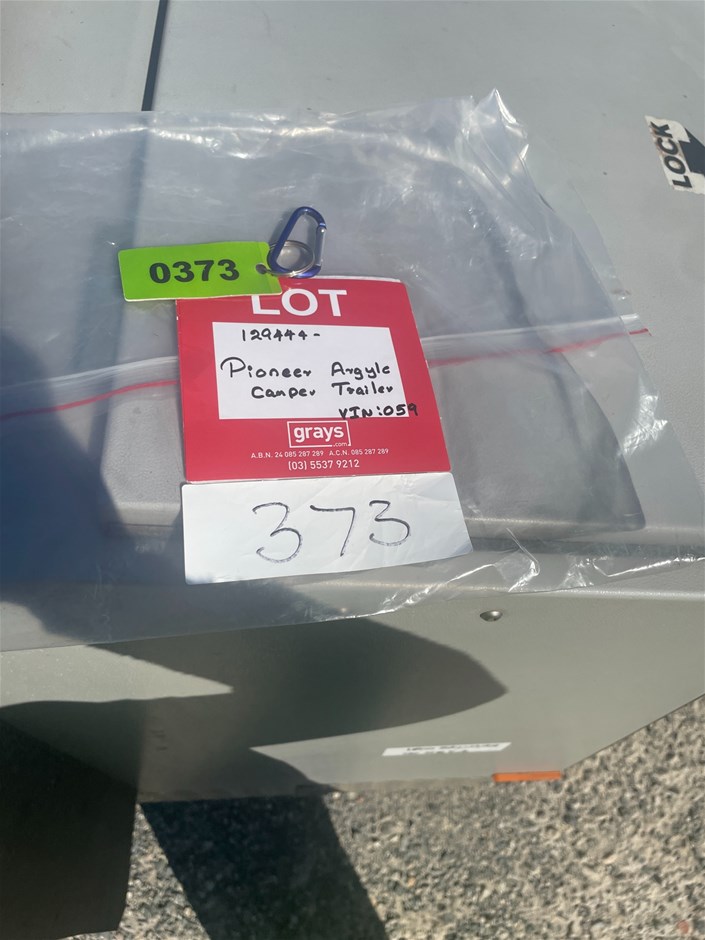 LOCK
0373
LOT
129444-
Pioneer Argyle
Camper Trailer
VIN:059
grays
.com
A.B.N. 24 085 287 289 A.C.N. 085 287 289
(03) 5537 9212
373